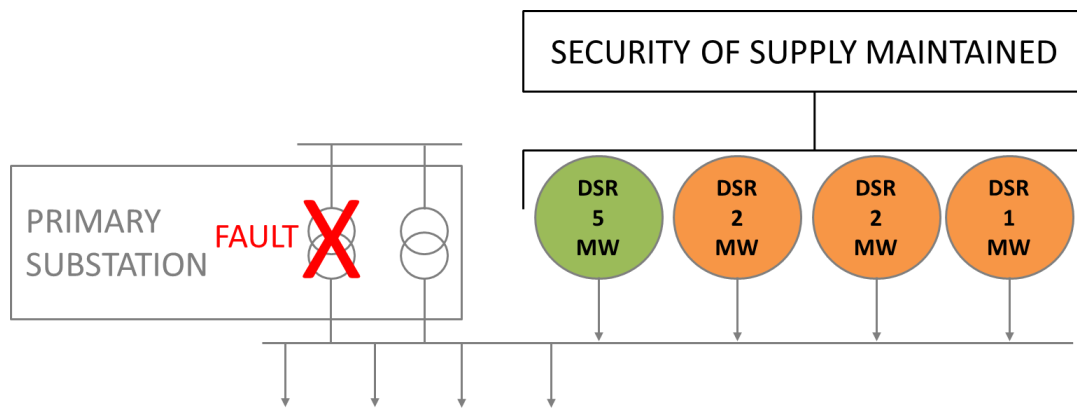 SECURITY OF SUPPLY MAINTAINED
PRIMARY
SUBSTATION
FAULT
X
DSR
5
MW
DSR
2
MW
DSR
2
MW
DSR
1
MW